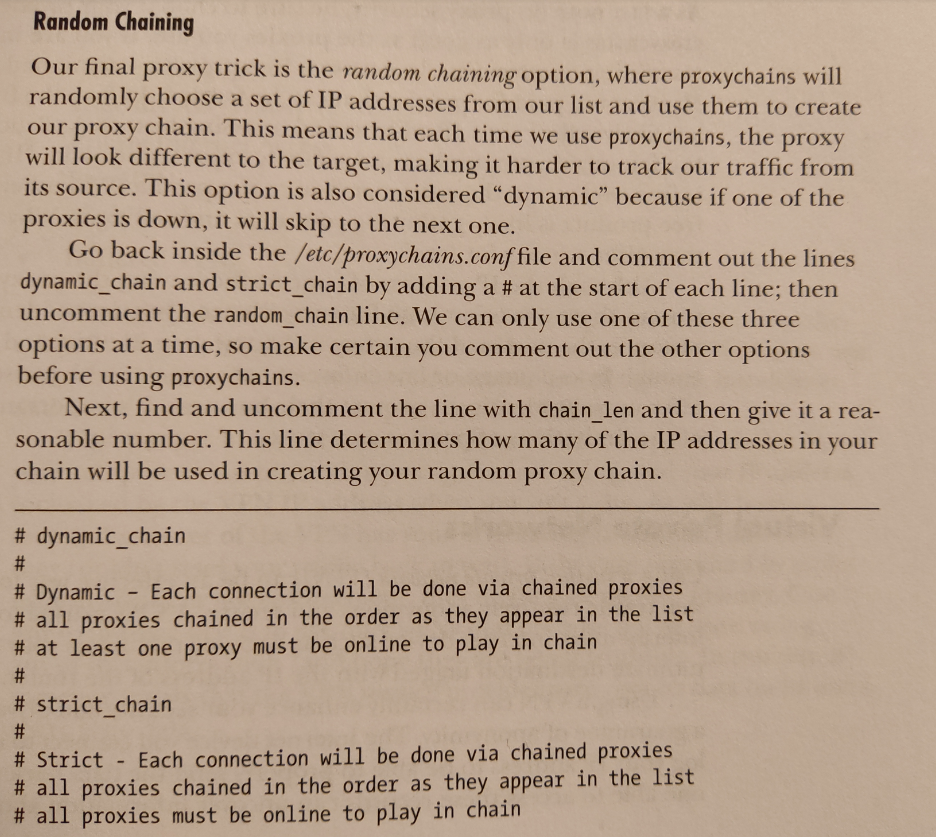 Random Chaining
Our final proxy trick is the random chaining option, where proxychains will
randomly choose a set of IP addresses from our list and use them to create
our proxy chain. This means that each time we use proxychains, the proxy
will look different to the target, making it harder to track our traffic from
its source. This option is also considered “dynamic” because if one of the
proxies is down, it will skip to the next one.
Go back inside the /etc/proxychains.conf file and comment out the lines
dynamic_chain and strict_chain by adding a # at the start of each line; then
uncomment the random_chain line. We can only use one of these three
options at a time, so make certain you comment out the other options
before using proxychains.
Next, find and uncomment the line with chain_len and then give it a rea-
sonable number. This line determines how many of the IP addresses in your
chain will be used in creating your random proxy chain.
# dynamic_chain
#
# Dynamic – Each connection will be done via chained proxies
# all proxies chained in the order as they appear in the list
# at least one proxy must be online to play in chain
#
# strict_chain
#
# Strict - Each connection will be done via chained proxies
# all proxies chained in the order as they appear in the list
# all proxies must be online to play in chain